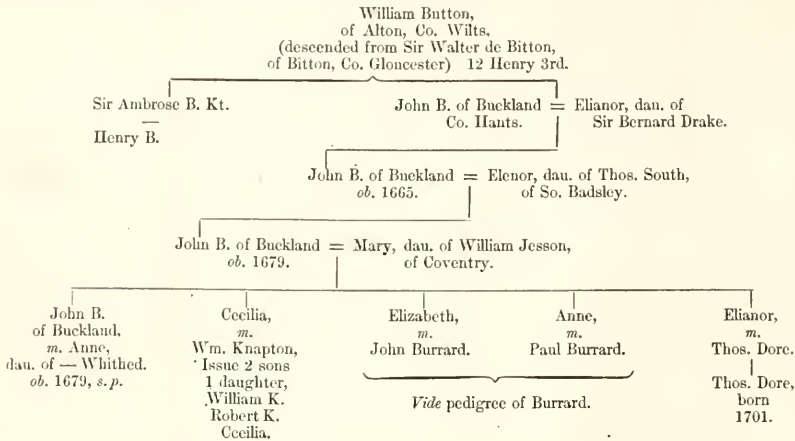 William Button,
of Alton, Co. Wilts,
(descended from Sir Walter de Bitton,
of Bitton, Co. Gloucester) 12 Henry 3rd.
Sir Ambrose B. Kt.
—
Henry B.
John B. of Buckland = Elianor, dau. of
Co. Hants. Sir Bernard Drake.
John B. of Buckland = Elenor, dau. of Thos. South,
ob. 1665. of So. Badsley.
John B. of Buckland = Mary, dau. of William Jesson,
ob. 1679. of Coventry.
John B.
of Buckland,
m. Anne,
dau. of — Whithed.
ob. 1679, s.p.
Cecilia,
m.
Wm. Knapton,
Issue 2 sons
1 daughter,
William K.
Robert K.
Cecilia.
Elizabeth,
m.
John Burrard.
Anne,
m.
Paul Burrard.
Vide pedigree of Burrard.
Elianor,
m.
Thos. Dore.
Thos. Dore,
born
1701.